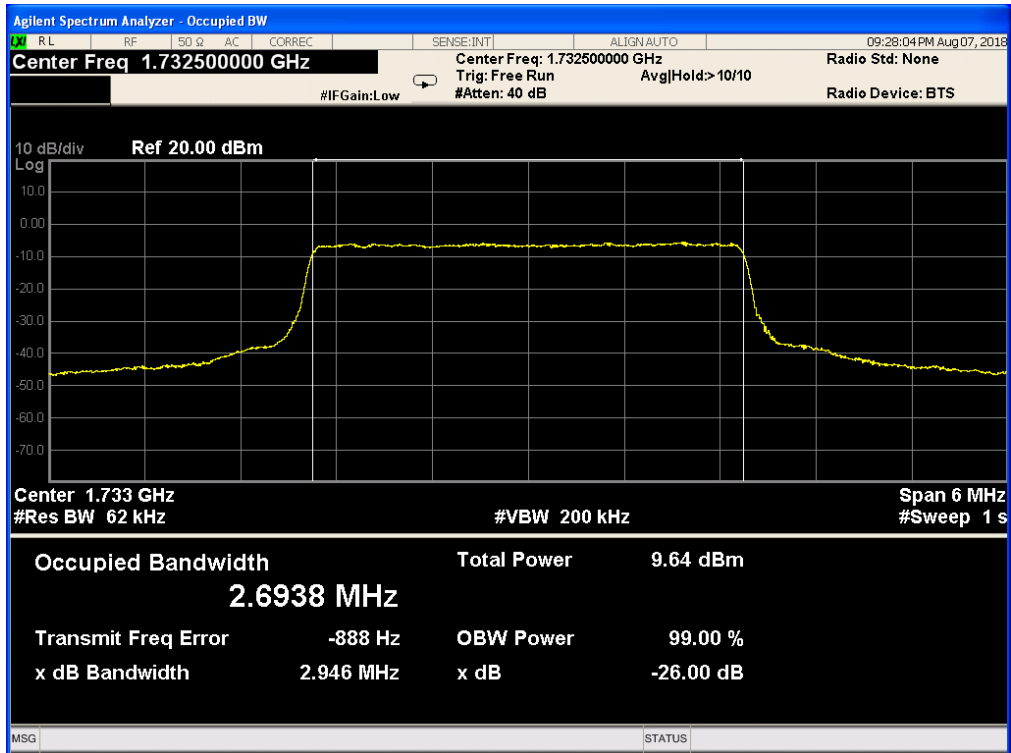 Agilent Spectrum Analyzer - Occupied BW
LXI RL RF 50 Ω AC CORREC SENSE:INT ALIGN AUTO 09:28:04 PM Aug 07, 2018
Center Freq 1.732500000 GHz Center Freq: 1.732500000 GHz Radio Std: None
Trig: Free Run Avg|Hold:>10/10
#IFGain:Low #Atten: 40 dB Radio Device: BTS
10 dB/div Ref 20.00 dBm
Log
10.0
0.00
-10.0
-20.0
-30.0
-40.0
-50.0
-60.0
-70.0
Center 1.733 GHz Span 6 MHz
#Res BW 62 kHz #VBW 200 kHz #Sweep 1 s
Occupied Bandwidth Total Power 9.64 dBm
2.6938 MHz
Transmit Freq Error -888 Hz OBW Power 99.00 %
x dB Bandwidth 2.946 MHz x dB -26.00 dB
MSG STATUS